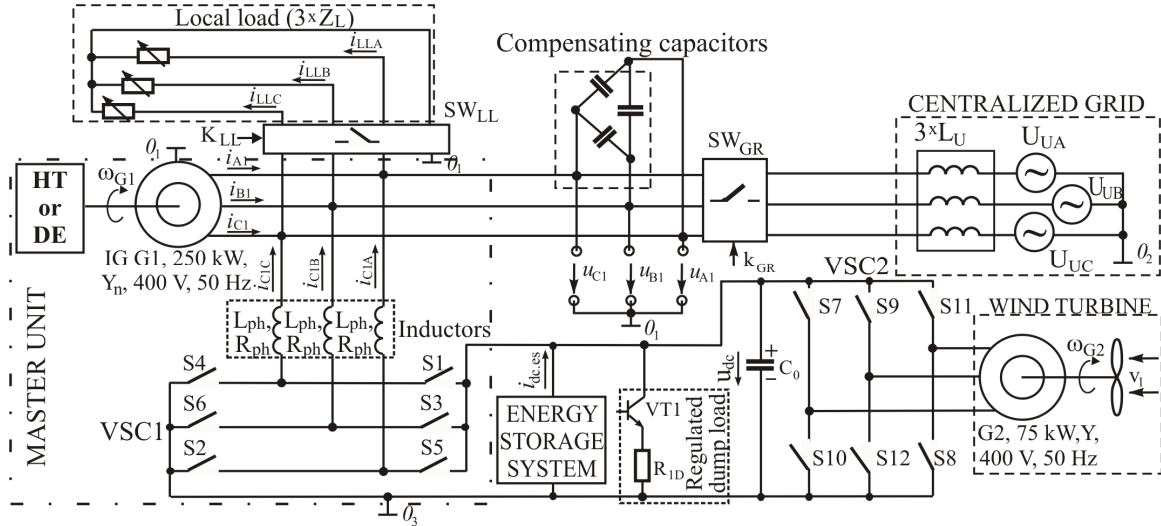 Local load (3×ZL)
iLLA
iLLB
iLLC
SWLL
KLL
01
01
Compensating capacitors
SWGR
kGR
CENTRALIZED GRID
3×LU
UUA
UUB
UUC
02
HT
or
DE
ωG1
iA1
iB1
iC1
IG G1, 250 kW,
Yn, 400 V, 50 Hz
iC1C
iC1B
iC1A
uC1
uB1
uA1
01
Lph, Lph, Lph,
Rph Rph Rph
Inductors
MASTER UNIT
VSC1
S4
S6
S2
S1
S3
S5
03
idc.es
ENERGY
STORAGE
SYSTEM
VT1
R1D
Regulated
dump load
udc
+
−
C0
VSC2
S7
S9
S11
S10
S12
S8
WIND TURBINE
ωG2
v1
G2, 75 kW,Y,
400 V, 50 Hz